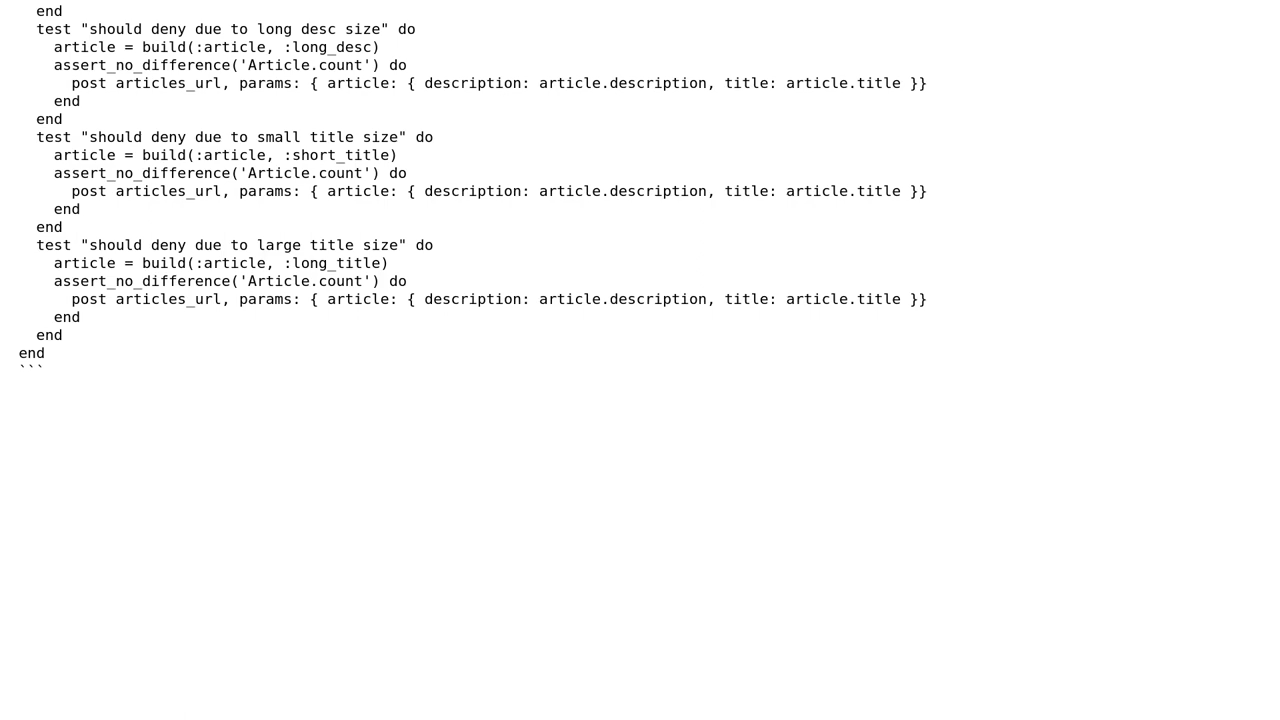 end
  test "should deny due to long desc size" do
    article = build(:article, :long_desc)
    assert_no_difference('Article.count') do
      post articles_url, params: { article: { description: article.description, title: article.title }}
    end
  end
  test "should deny due to small title size" do
    article = build(:article, :short_title)
    assert_no_difference('Article.count') do
      post articles_url, params: { article: { description: article.description, title: article.title }}
    end
  end
  test "should deny due to large title size" do
    article = build(:article, :long_title)
    assert_no_difference('Article.count') do
      post articles_url, params: { article: { description: article.description, title: article.title }}
    end
  end
end
```